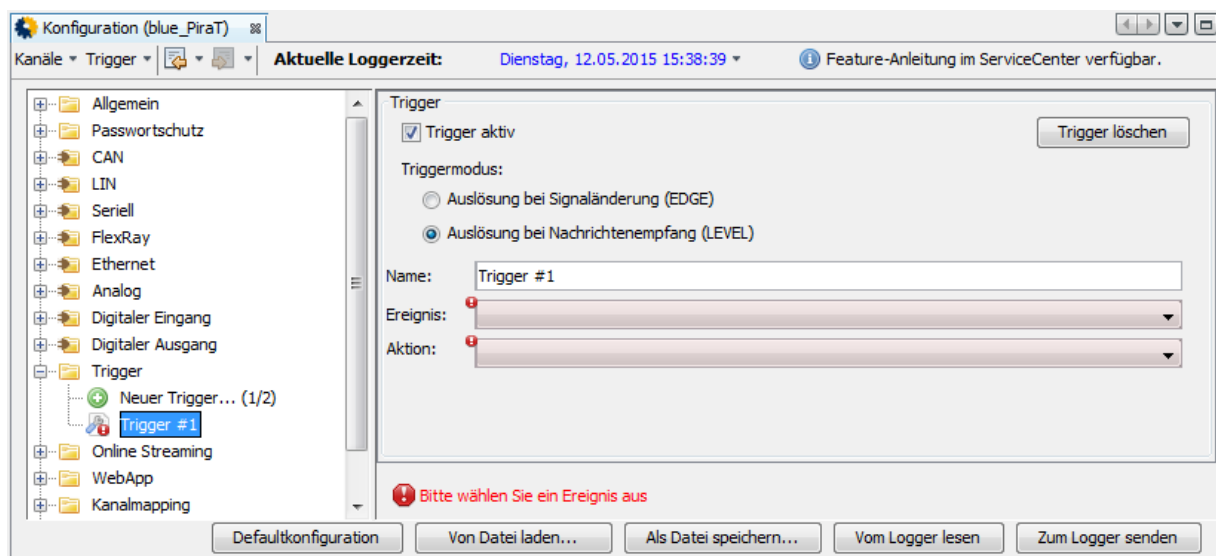 Konfiguration (blue_PiraT)
Kanäle Trigger Aktuelle Loggerzeit: Dienstag, 12.05.2015 15:38:39 Feature-Anleitung im ServiceCenter verfügbar.
Allgemein
Passwortschutz
CAN
LIN
Seriell
FlexRay
Ethernet
Analog
Digitaler Eingang
Digitaler Ausgang
Trigger
Neuer Trigger... (1/2)
Trigger #1
Online Streaming
WebApp
Kanalmapping
Trigger
Trigger aktiv
Trigger löschen
Triggermodus:
Auslösung bei Signaländerung (EDGE)
Auslösung bei Nachrichtenempfang (LEVEL)
Name: Trigger #1
Ereignis:
Aktion:
Bitte wählen Sie ein Ereignis aus
Defaultkonfiguration Von Datei laden... Als Datei speichern... Vom Logger lesen Zum Logger senden